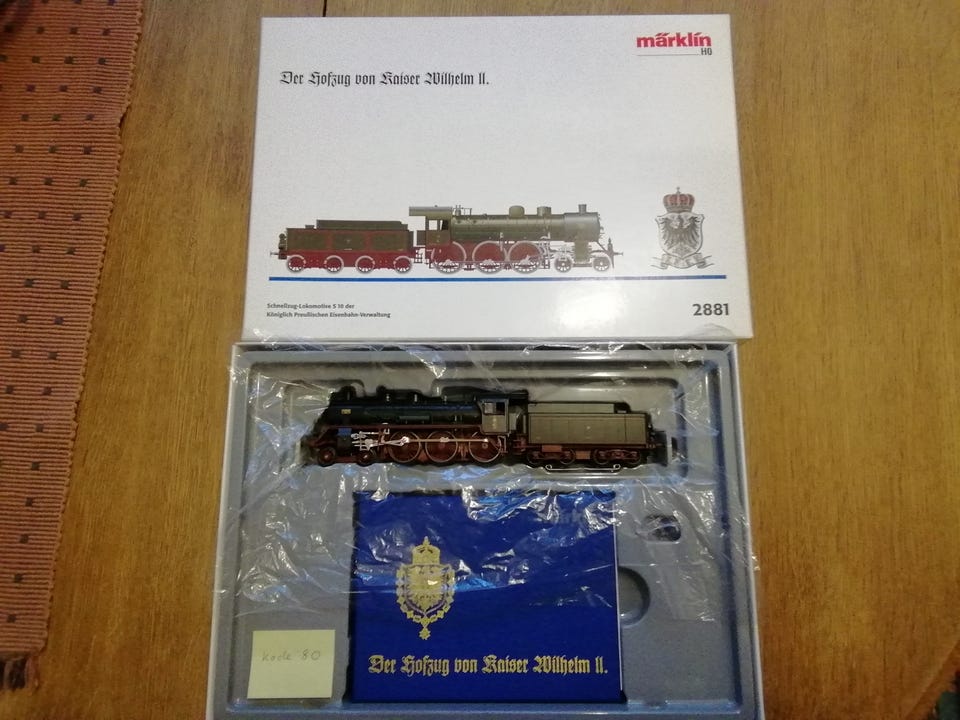 märklin
H0
Der Hofzug von Kaiser Wilhelm II.
Schnellzug-Lokomotive S 10 der
Königlich Preußischen Eisenbahn-Verwaltung
2881
Kode 80
Der Hofzug von Kaiser Wilhelm II.